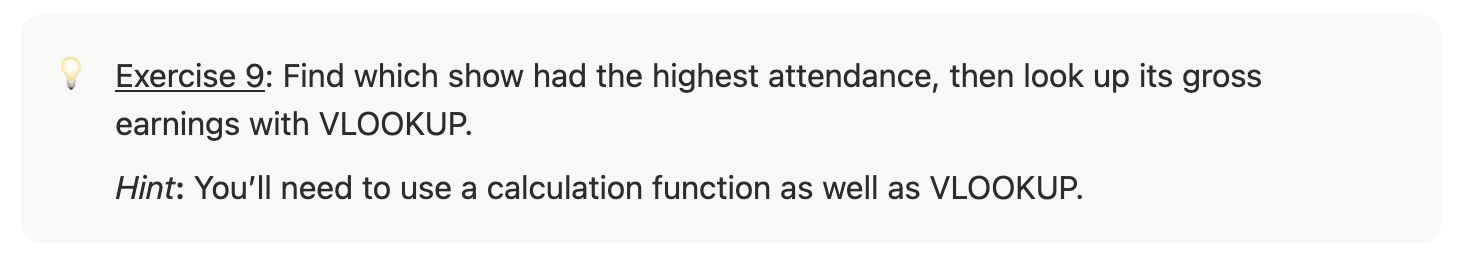 Exercise 9: Find which show had the highest attendance, then look up its gross
earnings with VLOOKUP.
Hint: You’ll need to use a calculation function as well as VLOOKUP.